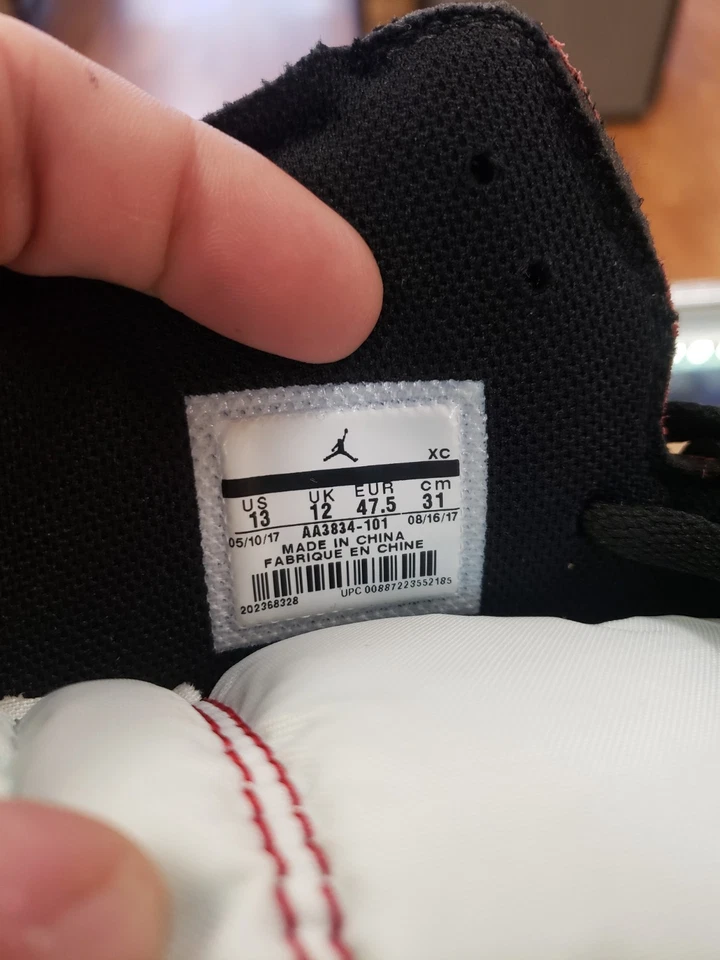 XC
US UK EUR cm
13 12 47.5 31
05/10/17 AA3834-101 08/16/17
MADE IN CHINA
FABRIQUE EN CHINE
202368328 UPC 00887223552185